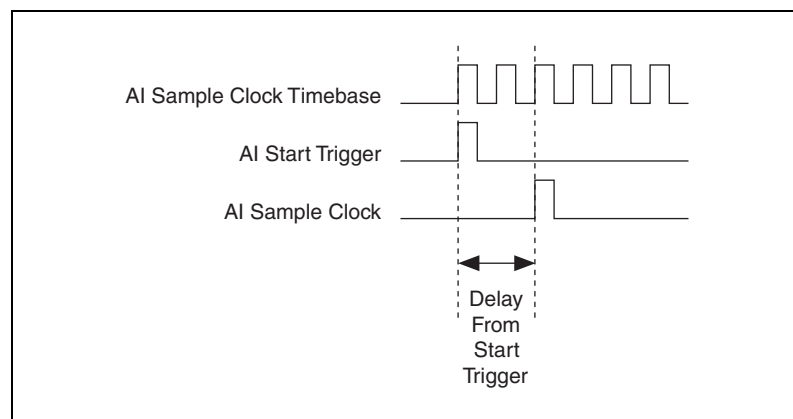 AI Sample Clock Timebase
AI Start Trigger
AI Sample Clock
Delay
From
Start
Trigger